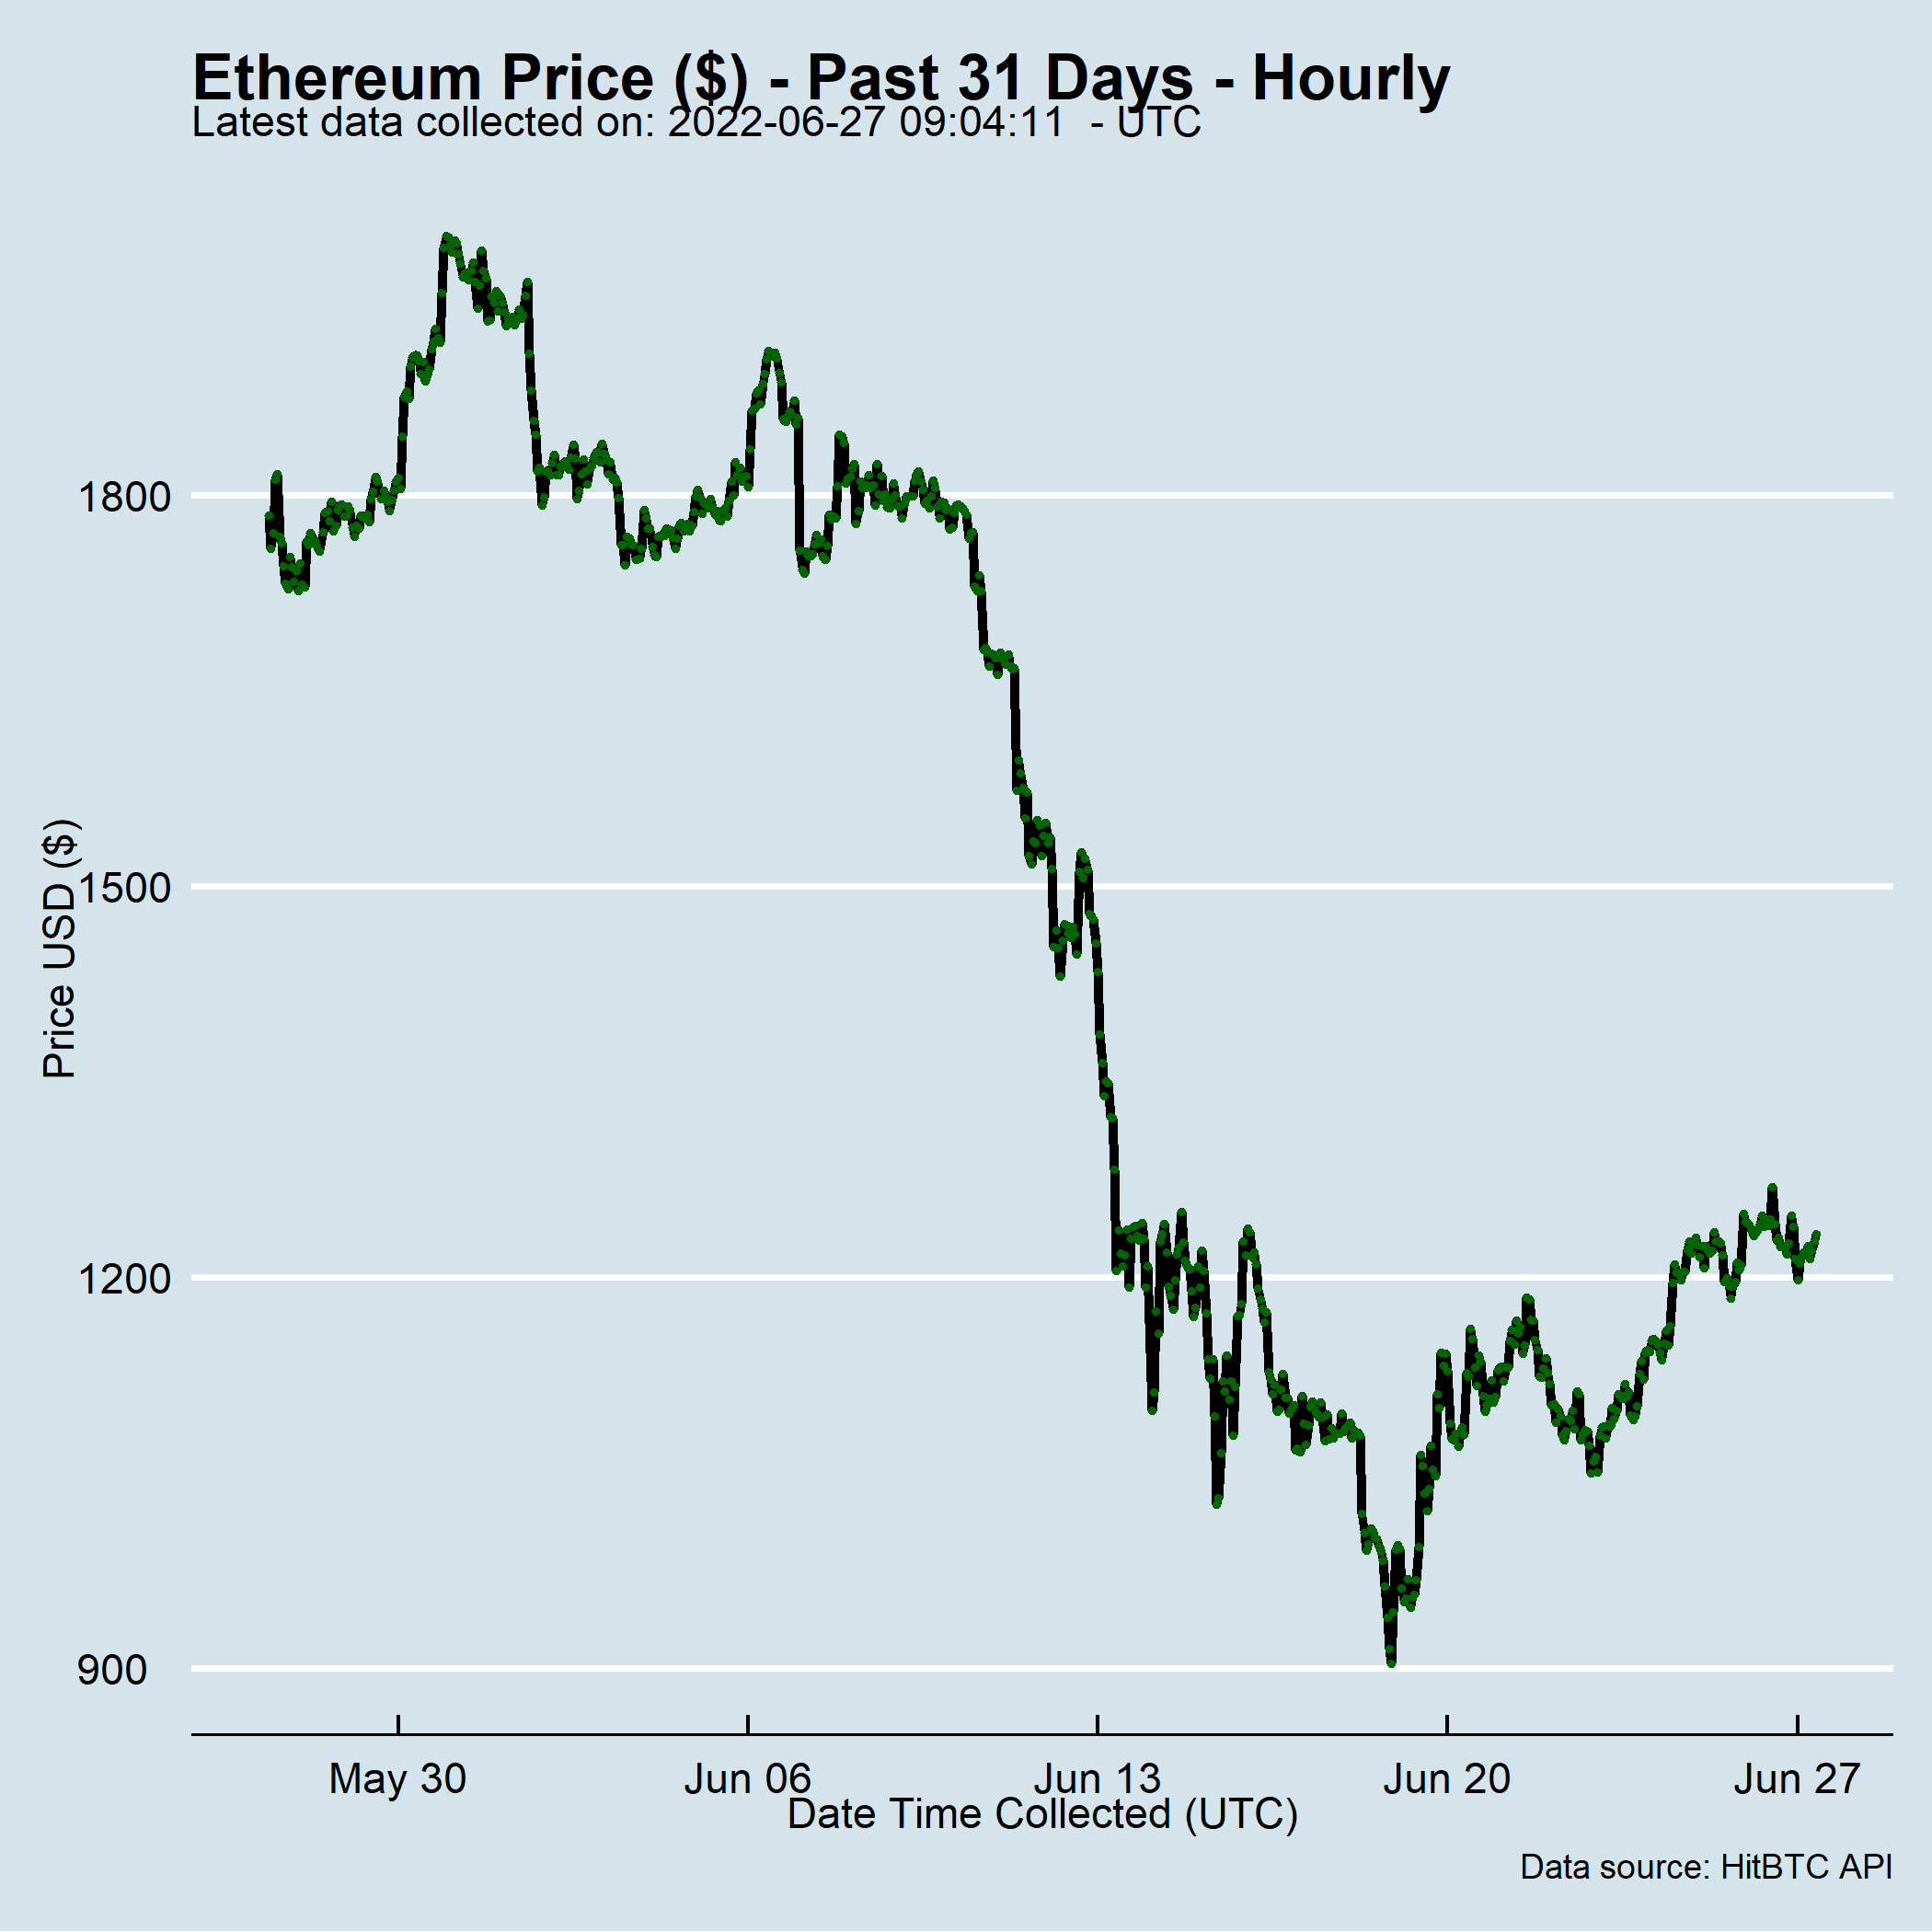 Ethereum Price ($) - Past 31 Days - Hourly
Latest data collected on: 2022-06-27 09:04:11  - UTC
Price USD ($)
1800
1500
1200
900
May 30
Jun 06
Jun 13
Jun 20
Jun 27
Date Time Collected (UTC)
Data source: HitBTC API